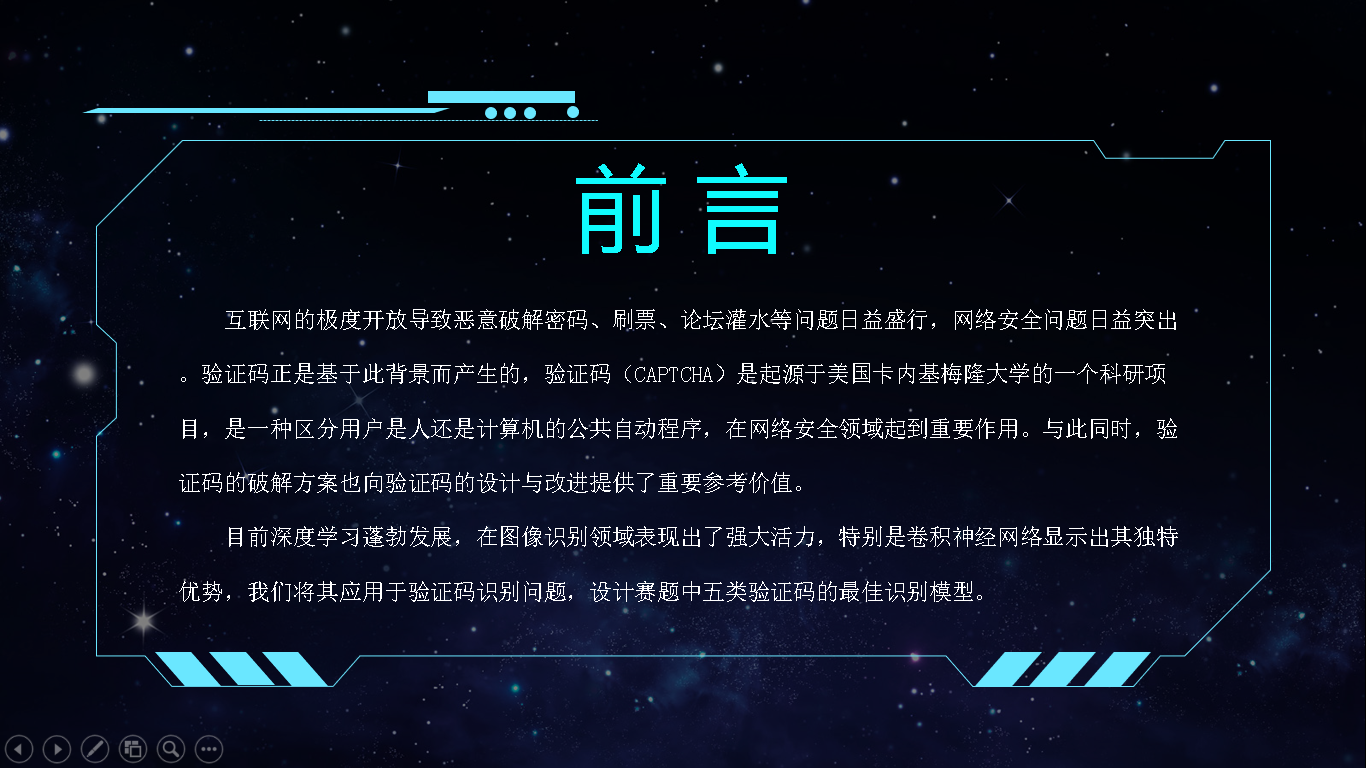 前言
互联网的极度开放导致恶意破解密码、刷票、论坛灌水等问题日益盛行，网络安全问题日益突出
。验证码正是基于此背景而产生的，验证码（CAPTCHA）是起源于美国卡内基梅隆大学的一个科研项
目，是一种区分用户是人还是计算机的公共自动程序，在网络安全领域起到重要作用。与此同时，验
证码的破解方案也向验证码的设计与改进提供了重要参考价值。
目前深度学习蓬勃发展，在图像识别领域表现出了强大活力，特别是卷积神经网络显示出其独特
优势，我们将其应用于验证码识别问题，设计赛题中五类验证码的最佳识别模型。